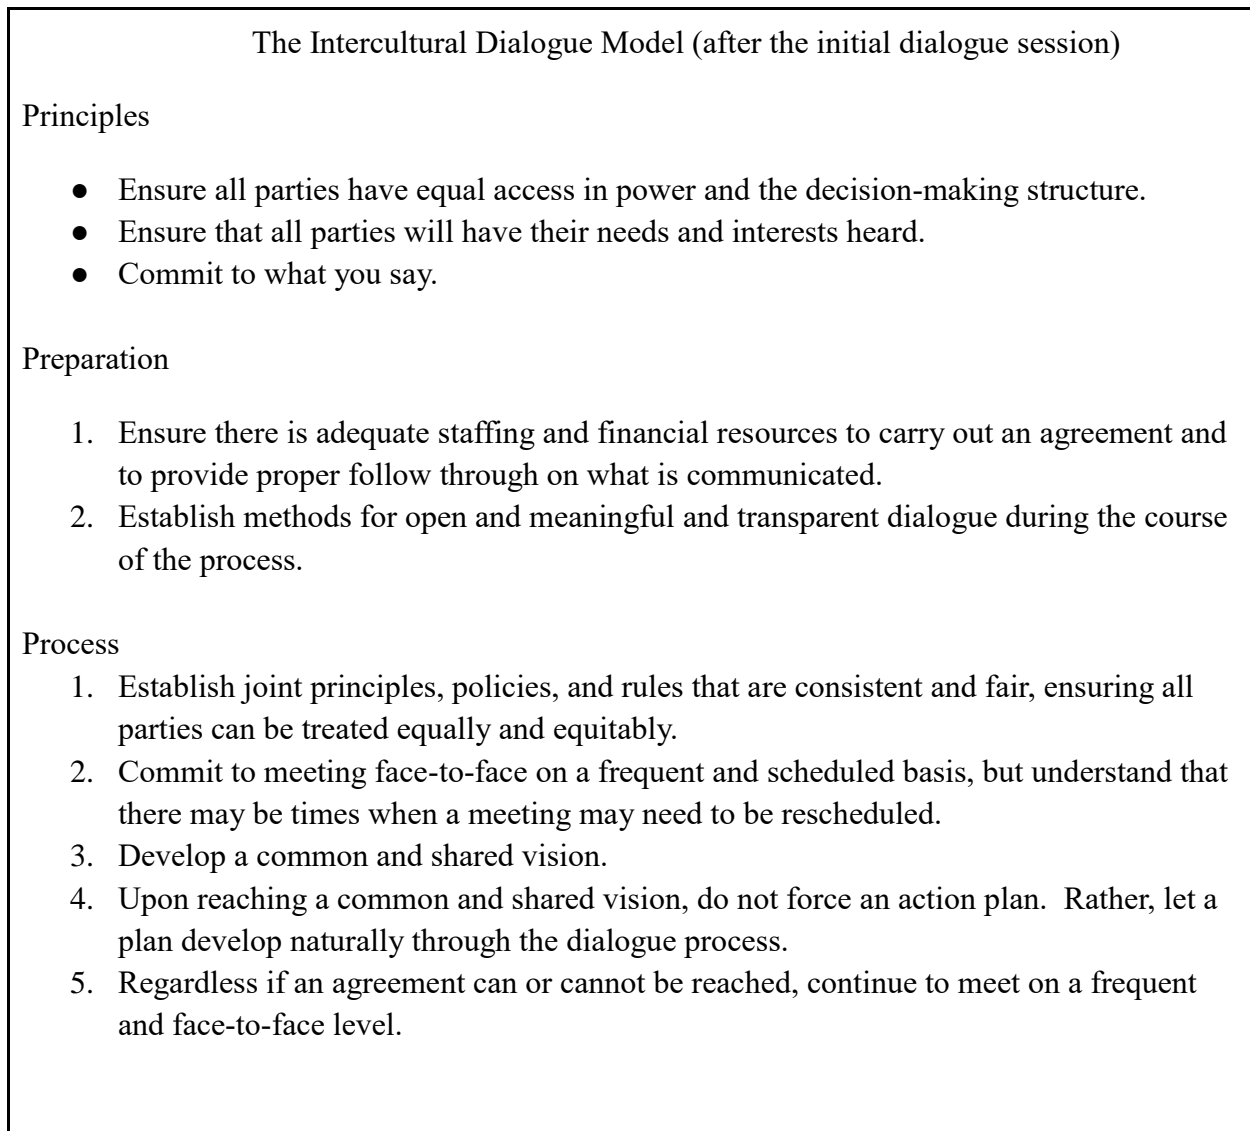 The Intercultural Dialogue Model (after the initial dialogue session)
Principles
● Ensure all parties have equal access in power and the decision-making structure.
● Ensure that all parties will have their needs and interests heard.
● Commit to what you say.
Preparation
1. Ensure there is adequate staffing and financial resources to carry out an agreement and
to provide proper follow through on what is communicated.
2. Establish methods for open and meaningful and transparent dialogue during the course
of the process.
Process
1. Establish joint principles, policies, and rules that are consistent and fair, ensuring all
parties can be treated equally and equitably.
2. Commit to meeting face-to-face on a frequent and scheduled basis, but understand that
there may be times when a meeting may need to be rescheduled.
3. Develop a common and shared vision.
4. Upon reaching a common and shared vision, do not force an action plan.  Rather, let a
plan develop naturally through the dialogue process.
5. Regardless if an agreement can or cannot be reached, continue to meet on a frequent
and face-to-face level.